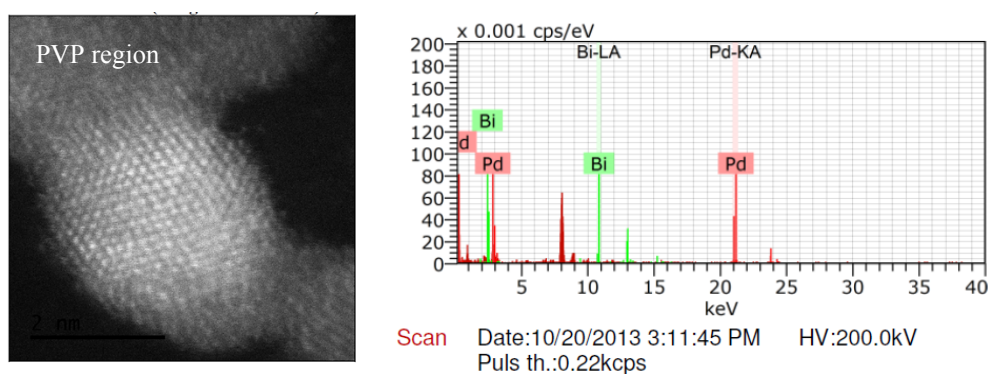 PVP region
2 nm
x 0.001 cps/eV
Bi-LA Pd-KA
200
180
160
140
120
100
80
60
40
20
0
Bi
d
Pd Bi Pd
5 10 15 20 25 30 35 40
keV
Scan Date:10/20/2013 3:11:45 PM HV:200.0kV
Puls th.:0.22kcps